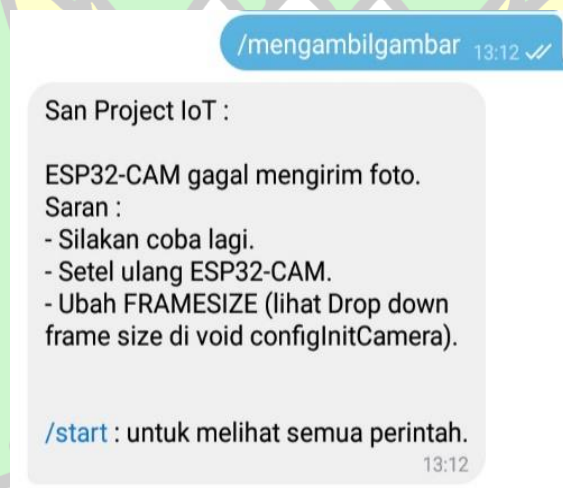 /mengambilgambar 13:12
San Project IoT :
ESP32-CAM gagal mengirim foto.
Saran :
- Silakan coba lagi.
- Setel ulang ESP32-CAM.
- Ubah FRAMESIZE (lihat Drop down
frame size di void configInitCamera).
/start : untuk melihat semua perintah.
13:12